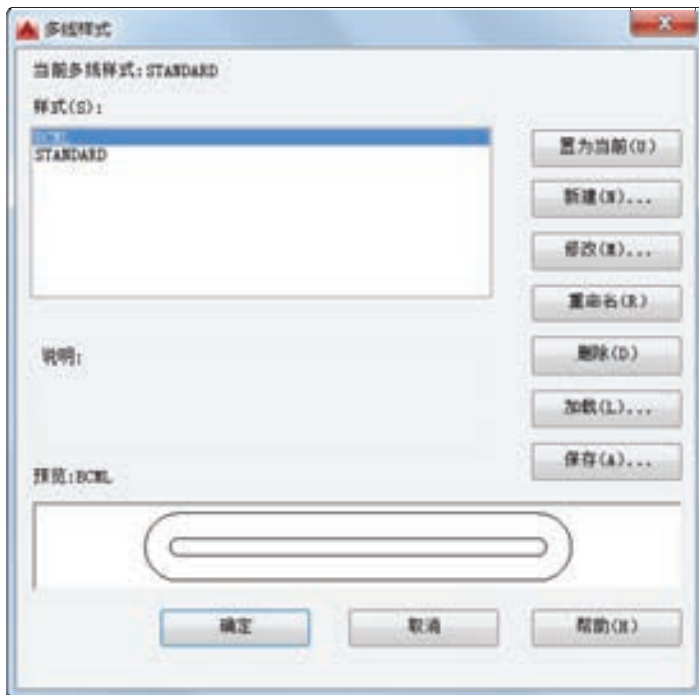 多线样式
当前多线样式:STANDARD
样式(S):
STANDARD
置为当前(U)
新建(N)...
修改(M)...
重命名(R)
说明:
删除(D)
加载(L)...
保存(A)...
预览:BCML
确定
取消
帮助(H)